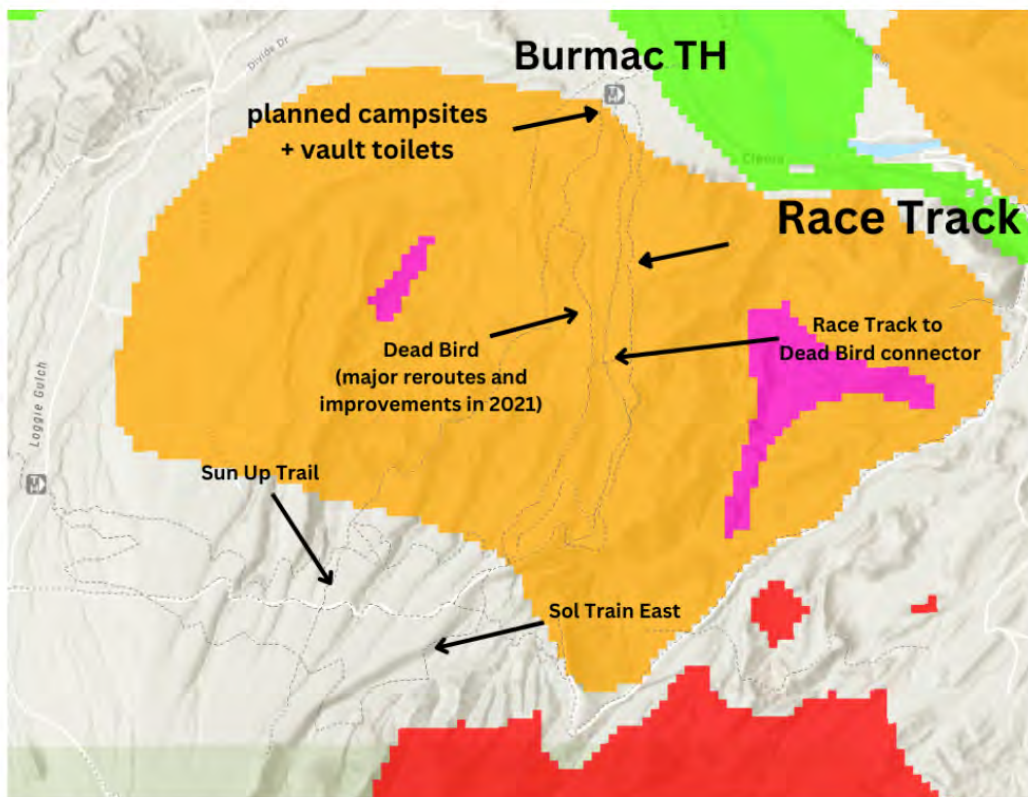 Divide Dr
Burmac TH
planned campsites
+ vault toilets
Race Track
Race Track to
Dead Bird connector
Dead Bird
(major reroutes and
improvements in 2021)
Loggie Gulch
Sun Up Trail
Sol Train East